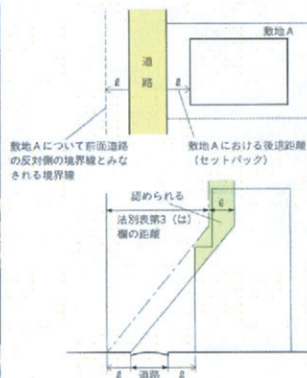 敷地A
道
路
ℓ
ℓ
敷地Aについて前面道路
の反対側の境界線とみな
される境界線
敷地Aにおける後退距離
(セットバック)
認められる
ℓ
法別表第3(は)
欄の距離
ℓ
道路
ℓ